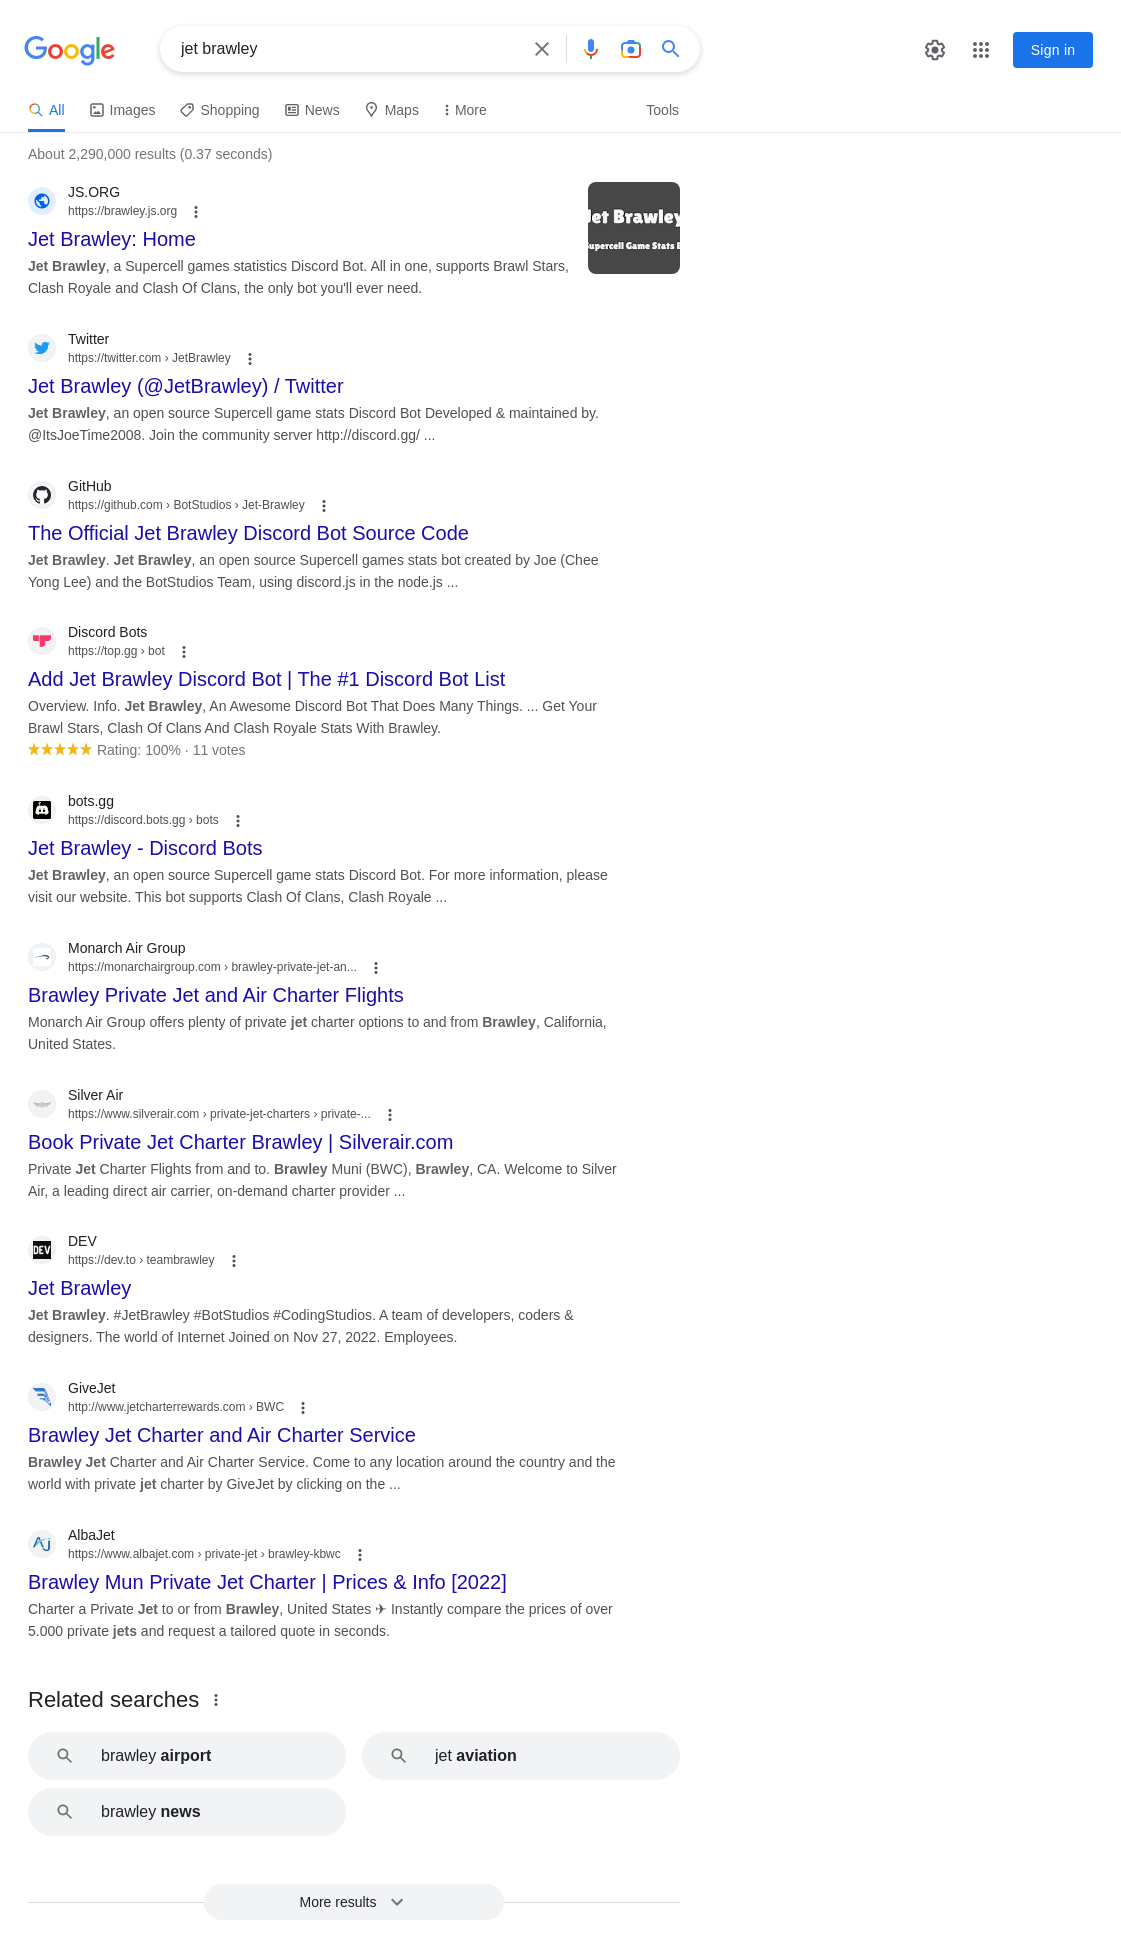 Google
jet brawley
Sign in
All
Images
Shopping
News
Maps
More
Tools
About 2,290,000 results (0.37 seconds)
JS.ORG
https://brawley.js.org
Jet Brawley: Home
Jet Brawley, a Supercell games statistics Discord Bot. All in one, supports Brawl Stars,
Clash Royale and Clash Of Clans, the only bot you'll ever need.
Jet Brawley
Supercell Game Stats B
Twitter
https://twitter.com › JetBrawley
Jet Brawley (@JetBrawley) / Twitter
Jet Brawley, an open source Supercell game stats Discord Bot Developed & maintained by.
@ItsJoeTime2008. Join the community server http://discord.gg/ ...
GitHub
https://github.com › BotStudios › Jet-Brawley
The Official Jet Brawley Discord Bot Source Code
Jet Brawley. Jet Brawley, an open source Supercell games stats bot created by Joe (Chee
Yong Lee) and the BotStudios Team, using discord.js in the node.js ...
Discord Bots
https://top.gg › bot
Add Jet Brawley Discord Bot | The #1 Discord Bot List
Overview. Info. Jet Brawley, An Awesome Discord Bot That Does Many Things. ... Get Your
Brawl Stars, Clash Of Clans And Clash Royale Stats With Brawley.
Rating: 100% · 11 votes
bots.gg
https://discord.bots.gg › bots
Jet Brawley - Discord Bots
Jet Brawley, an open source Supercell game stats Discord Bot. For more information, please
visit our website. This bot supports Clash Of Clans, Clash Royale ...
Monarch Air Group
https://monarchairgroup.com › brawley-private-jet-an...
Brawley Private Jet and Air Charter Flights
Monarch Air Group offers plenty of private jet charter options to and from Brawley, California,
United States.
Silver Air
https://www.silverair.com › private-jet-charters › private-...
Book Private Jet Charter Brawley | Silverair.com
Private Jet Charter Flights from and to. Brawley Muni (BWC), Brawley, CA. Welcome to Silver
Air, a leading direct air carrier, on-demand charter provider ...
DEV
DEV
https://dev.to › teambrawley
Jet Brawley
Jet Brawley. #JetBrawley #BotStudios #CodingStudios. A team of developers, coders &
designers. The world of Internet Joined on Nov 27, 2022. Employees.
GiveJet
http://www.jetcharterrewards.com › BWC
Brawley Jet Charter and Air Charter Service
Brawley Jet Charter and Air Charter Service. Come to any location around the country and the
world with private jet charter by GiveJet by clicking on the ...
AJ
AlbaJet
https://www.albajet.com › private-jet › brawley-kbwc
Brawley Mun Private Jet Charter | Prices & Info [2022]
Charter a Private Jet to or from Brawley, United States ✈ Instantly compare the prices of over
5.000 private jets and request a tailored quote in seconds.
Related searches
brawley airport
jet aviation
brawley news
More results